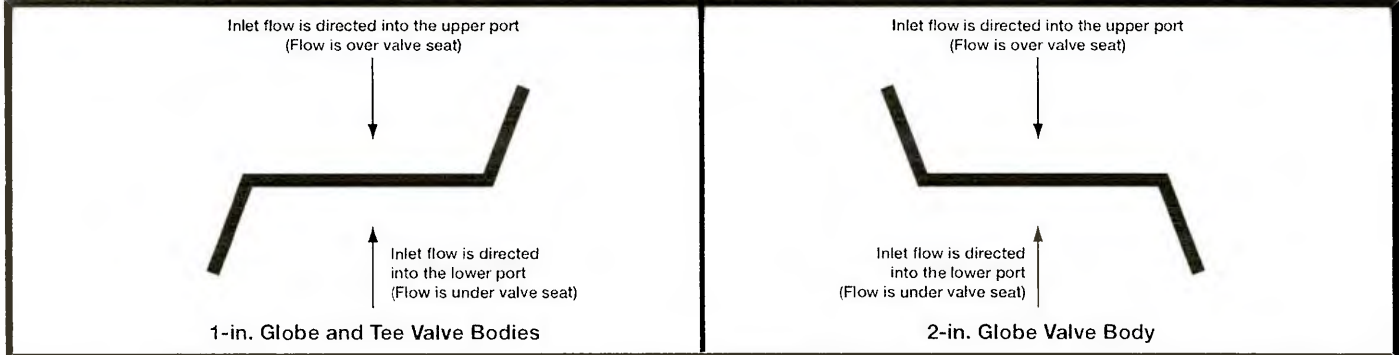 Inlet flow is directed into the upper port
(Flow is over valve seat)
Inlet flow is directed
into the lower port
(Flow is under valve seat)
1-in. Globe and Tee Valve Bodies
Inlet flow is directed into the upper port
(Flow is over valve seat)
Inlet flow is directed
into the lower port
(Flow is under valve seat)
2-in. Globe Valve Body